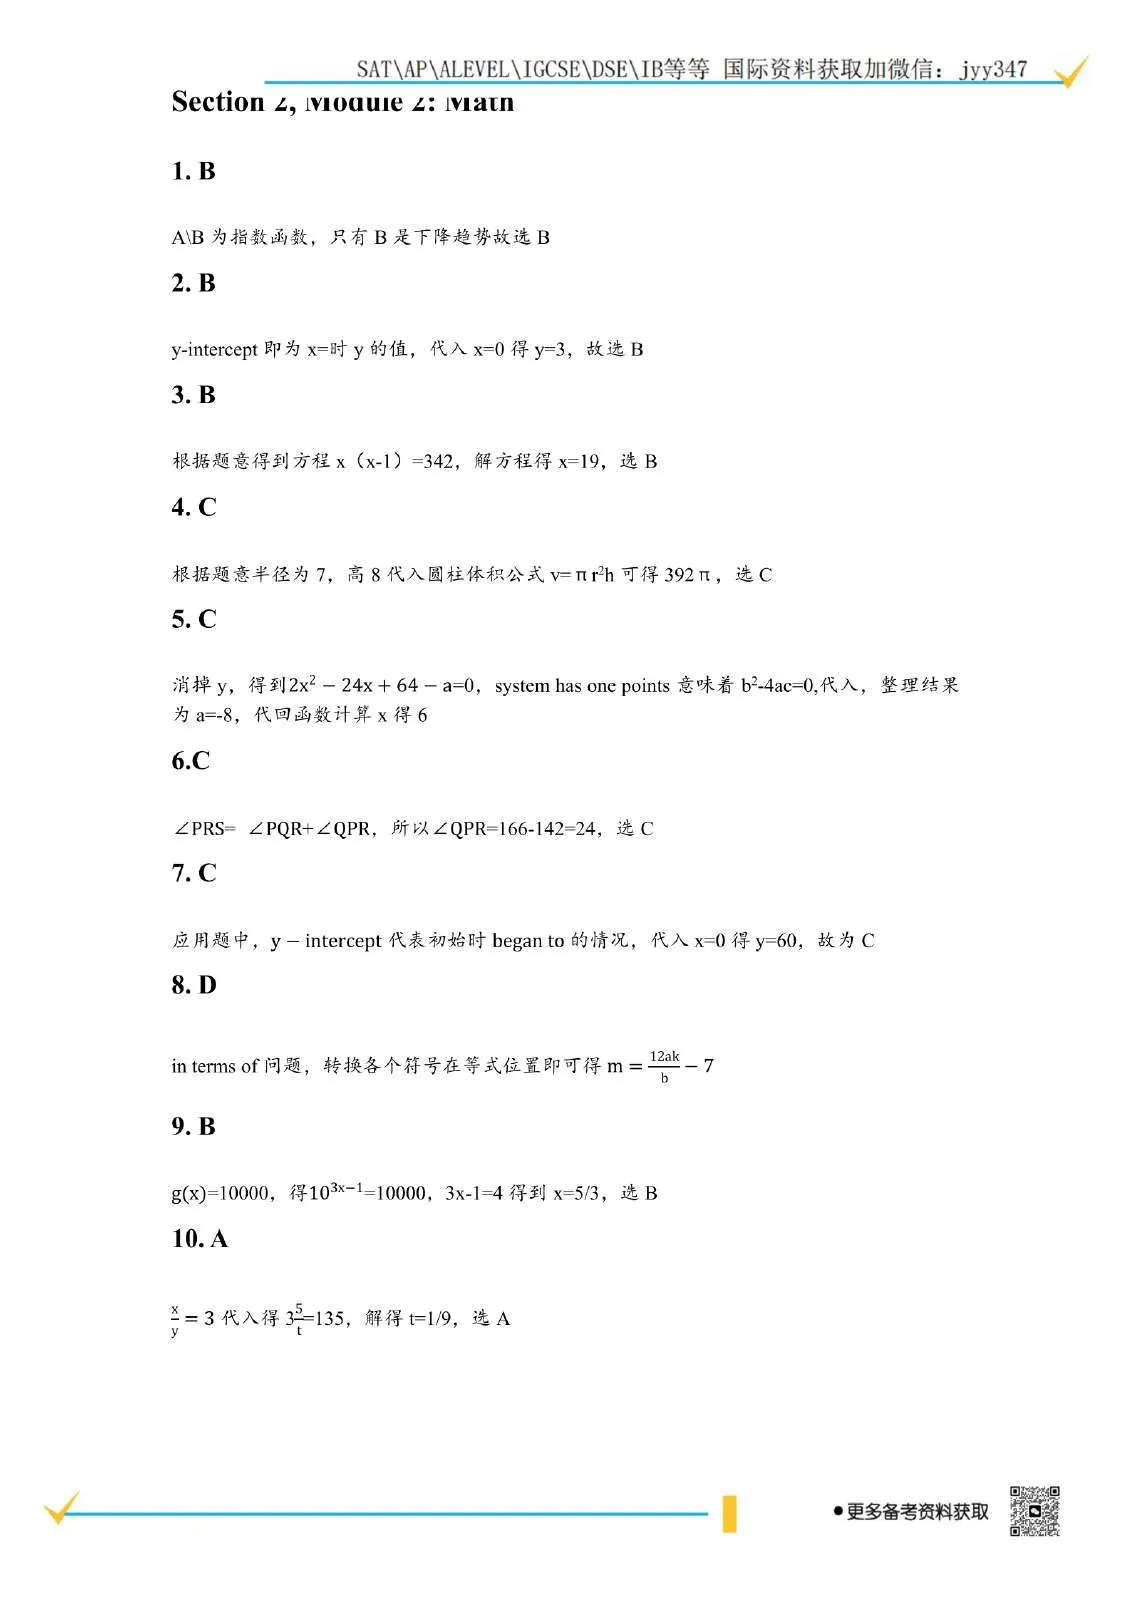 SAT\AP\ALEVEL\IGCSE\DSE\IB等等 国际资料获取加微信：jyy347
Section 2, Module 2: Math
1. B
A\B 为指数函数，只有 B 是下降趋势故选 B
2. B
y-intercept 即为 x=时 y 的值，代入 x=0 得 y=3，故选 B
3. B
根据题意得到方程 x（x-1）=342，解方程得 x=19，选 B
4. C
根据题意半径为 7，高 8 代入圆柱体积公式 v=πr²h 可得 392π，选 C
5. C
消掉 y，得到2x² − 24x + 64 − a=0，system has one points 意味着 b²-4ac=0,代入，整理结果
为 a=-8，代回函数计算 x 得 6
6.C
∠PRS= ∠PQR+∠QPR，所以∠QPR=166-142=24，选 C
7. C
应用题中，y − intercept 代表初始时 began to 的情况，代入 x=0 得 y=60，故为 C
8. D
in terms of 问题，转换各个符号在等式位置即可得 m = 12ak/b − 7
9. B
g(x)=10000，得10³ˣ⁻¹=10000，3x-1=4 得到 x=5/3，选 B
10. A
x/y = 3 代入得 3 5/t=135，解得 t=1/9，选 A
●更多备考资料获取